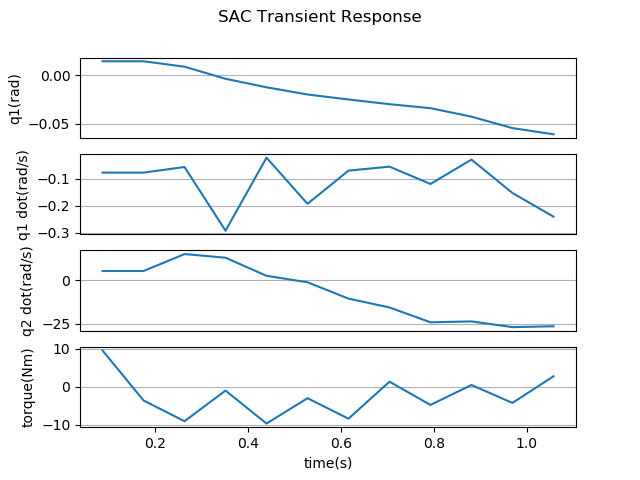 SAC Transient Response
q1(rad)
0.00
−0.05
q1 dot(rad/s)
−0.1
−0.2
−0.3
q2 dot(rad/s)
0
−25
torque(Nm)
10
0
−10
0.2 0.4 0.6 0.8 1.0
time(s)